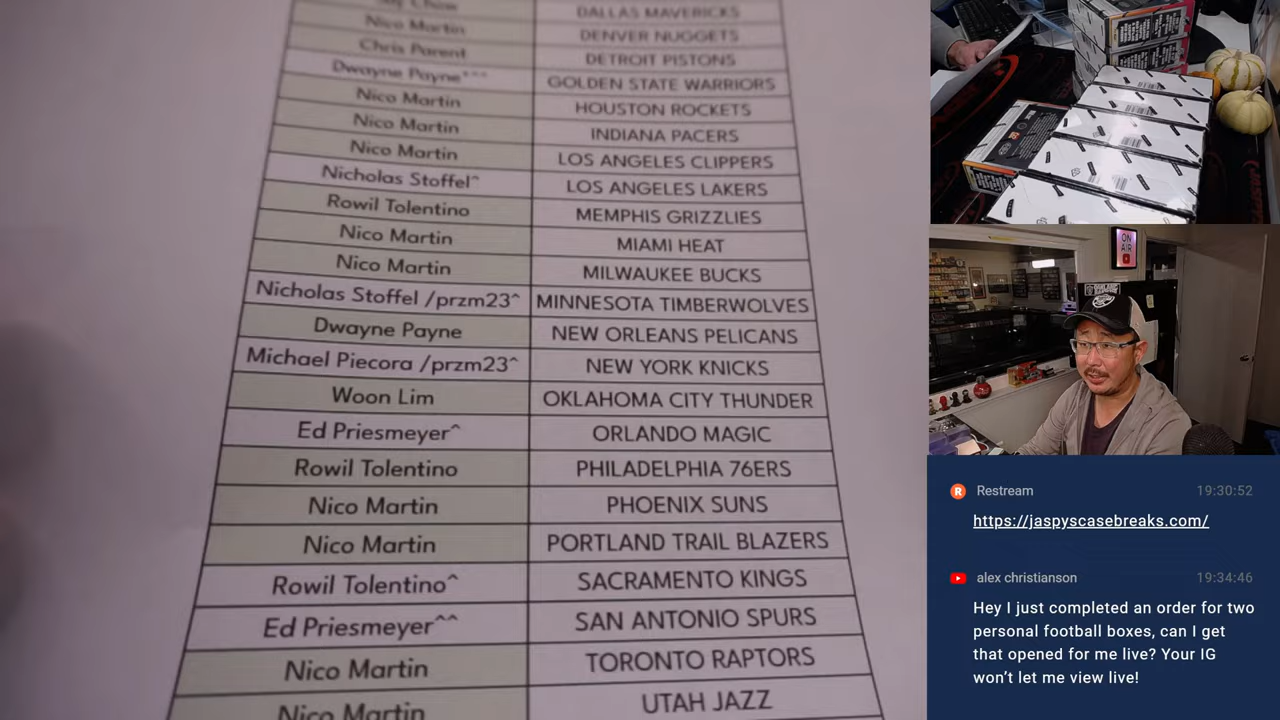 DALLAS MAVERICKS
Nico Martin DENVER NUGGETS
Chris Parent DETROIT PISTONS
Dwayne Payne^^^ GOLDEN STATE WARRIORS
Nico Martin HOUSTON ROCKETS
Nico Martin INDIANA PACERS
Nico Martin LOS ANGELES CLIPPERS
Nicholas Stoffel^ LOS ANGELES LAKERS
Rowil Tolentino MEMPHIS GRIZZLIES
Nico Martin MIAMI HEAT
Nico Martin MILWAUKEE BUCKS
Nicholas Stoffel /przm23^ MINNESOTA TIMBERWOLVES
Dwayne Payne NEW ORLEANS PELICANS
Michael Piecora /przm23^ NEW YORK KNICKS
Woon Lim OKLAHOMA CITY THUNDER
Ed Priesmeyer^ ORLANDO MAGIC
Rowil Tolentino PHILADELPHIA 76ERS
Nico Martin PHOENIX SUNS
Nico Martin PORTLAND TRAIL BLAZERS
Rowil Tolentino^ SACRAMENTO KINGS
Ed Priesmeyer^^ SAN ANTONIO SPURS
Nico Martin TORONTO RAPTORS
Nico Martin UTAH JAZZ
ON
AIR
R Restream 19:30:52
https://jaspyscasebreaks.com/
alex christianson 19:34:46
Hey I just completed an order for two
personal football boxes, can I get
that opened for me live? Your IG
won't let me view live!